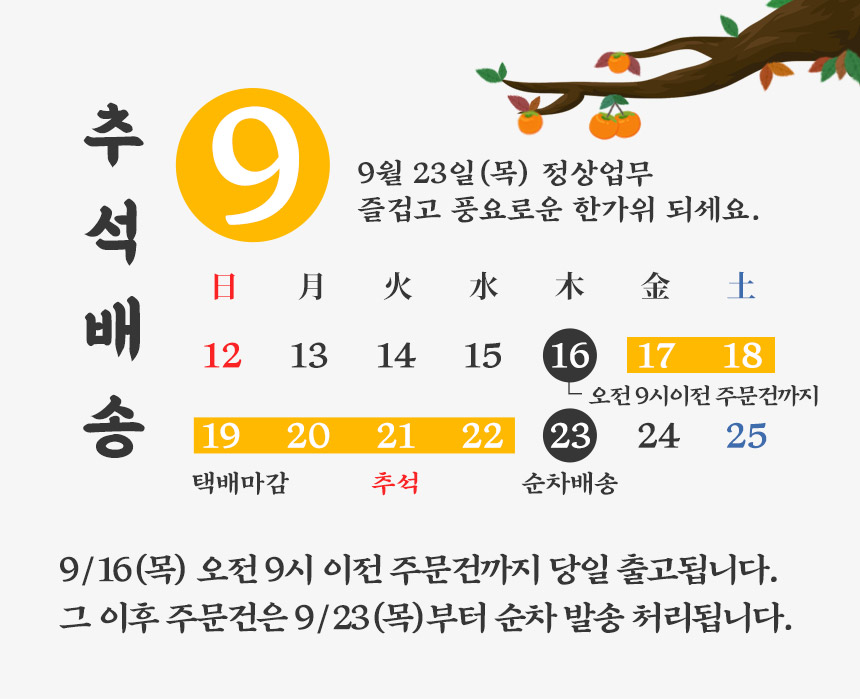 추석배송
9
9월 23일(목) 정상업무
즐겁고 풍요로운 한가위 되세요.
日 月 火 水 木 金 土
12 13 14 15 16 17 18
오전 9시이전 주문건까지
19 20 21 22 23 24 25
택배마감 추석 순차배송
9/16(목) 오전 9시 이전 주문건까지 당일 출고됩니다.
그 이후 주문건은 9/23(목)부터 순차 발송 처리됩니다.